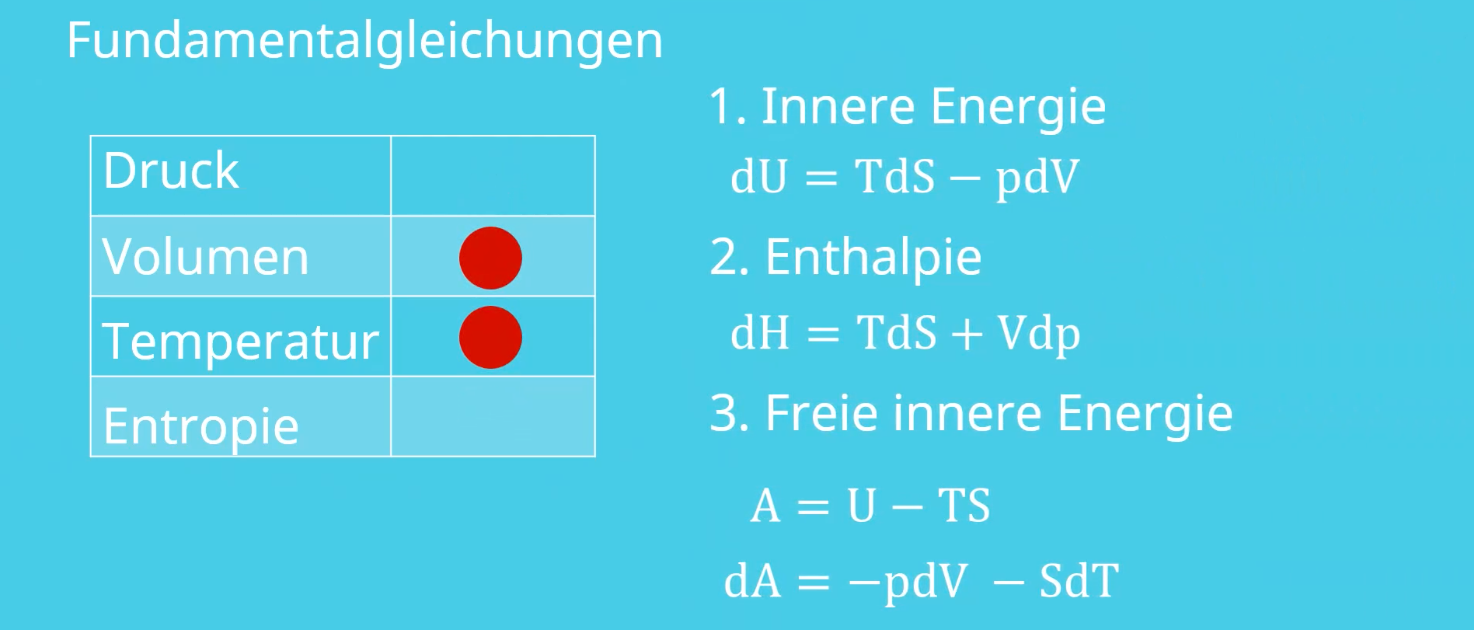 Fundamentalgleichungen
Druck
Volumen
Temperatur
Entropie
1. Innere Energie
dU = TdS − pdV
2. Enthalpie
dH = TdS + Vdp
3. Freie innere Energie
A = U − TS
dA = −pdV − SdT